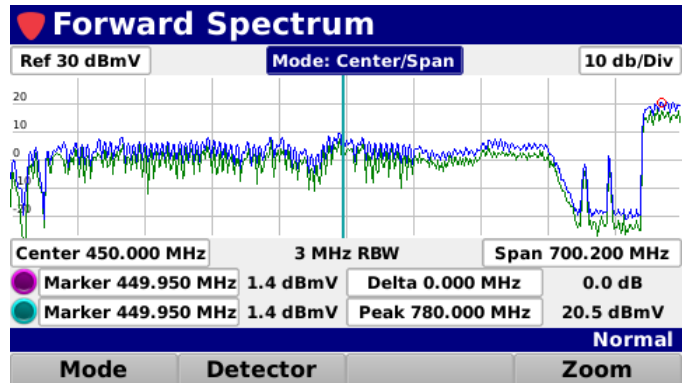 Forward Spectrum
Ref 30 dBmV Mode: Center/Span 10 db/Div
20
10
0
-10
-20
Center 450.000 MHz 3 MHz RBW Span 700.200 MHz
Marker 449.950 MHz 1.4 dBmV Delta 0.000 MHz 0.0 dB
Marker 449.950 MHz 1.4 dBmV Peak 780.000 MHz 20.5 dBmV
Normal
Mode Detector Zoom